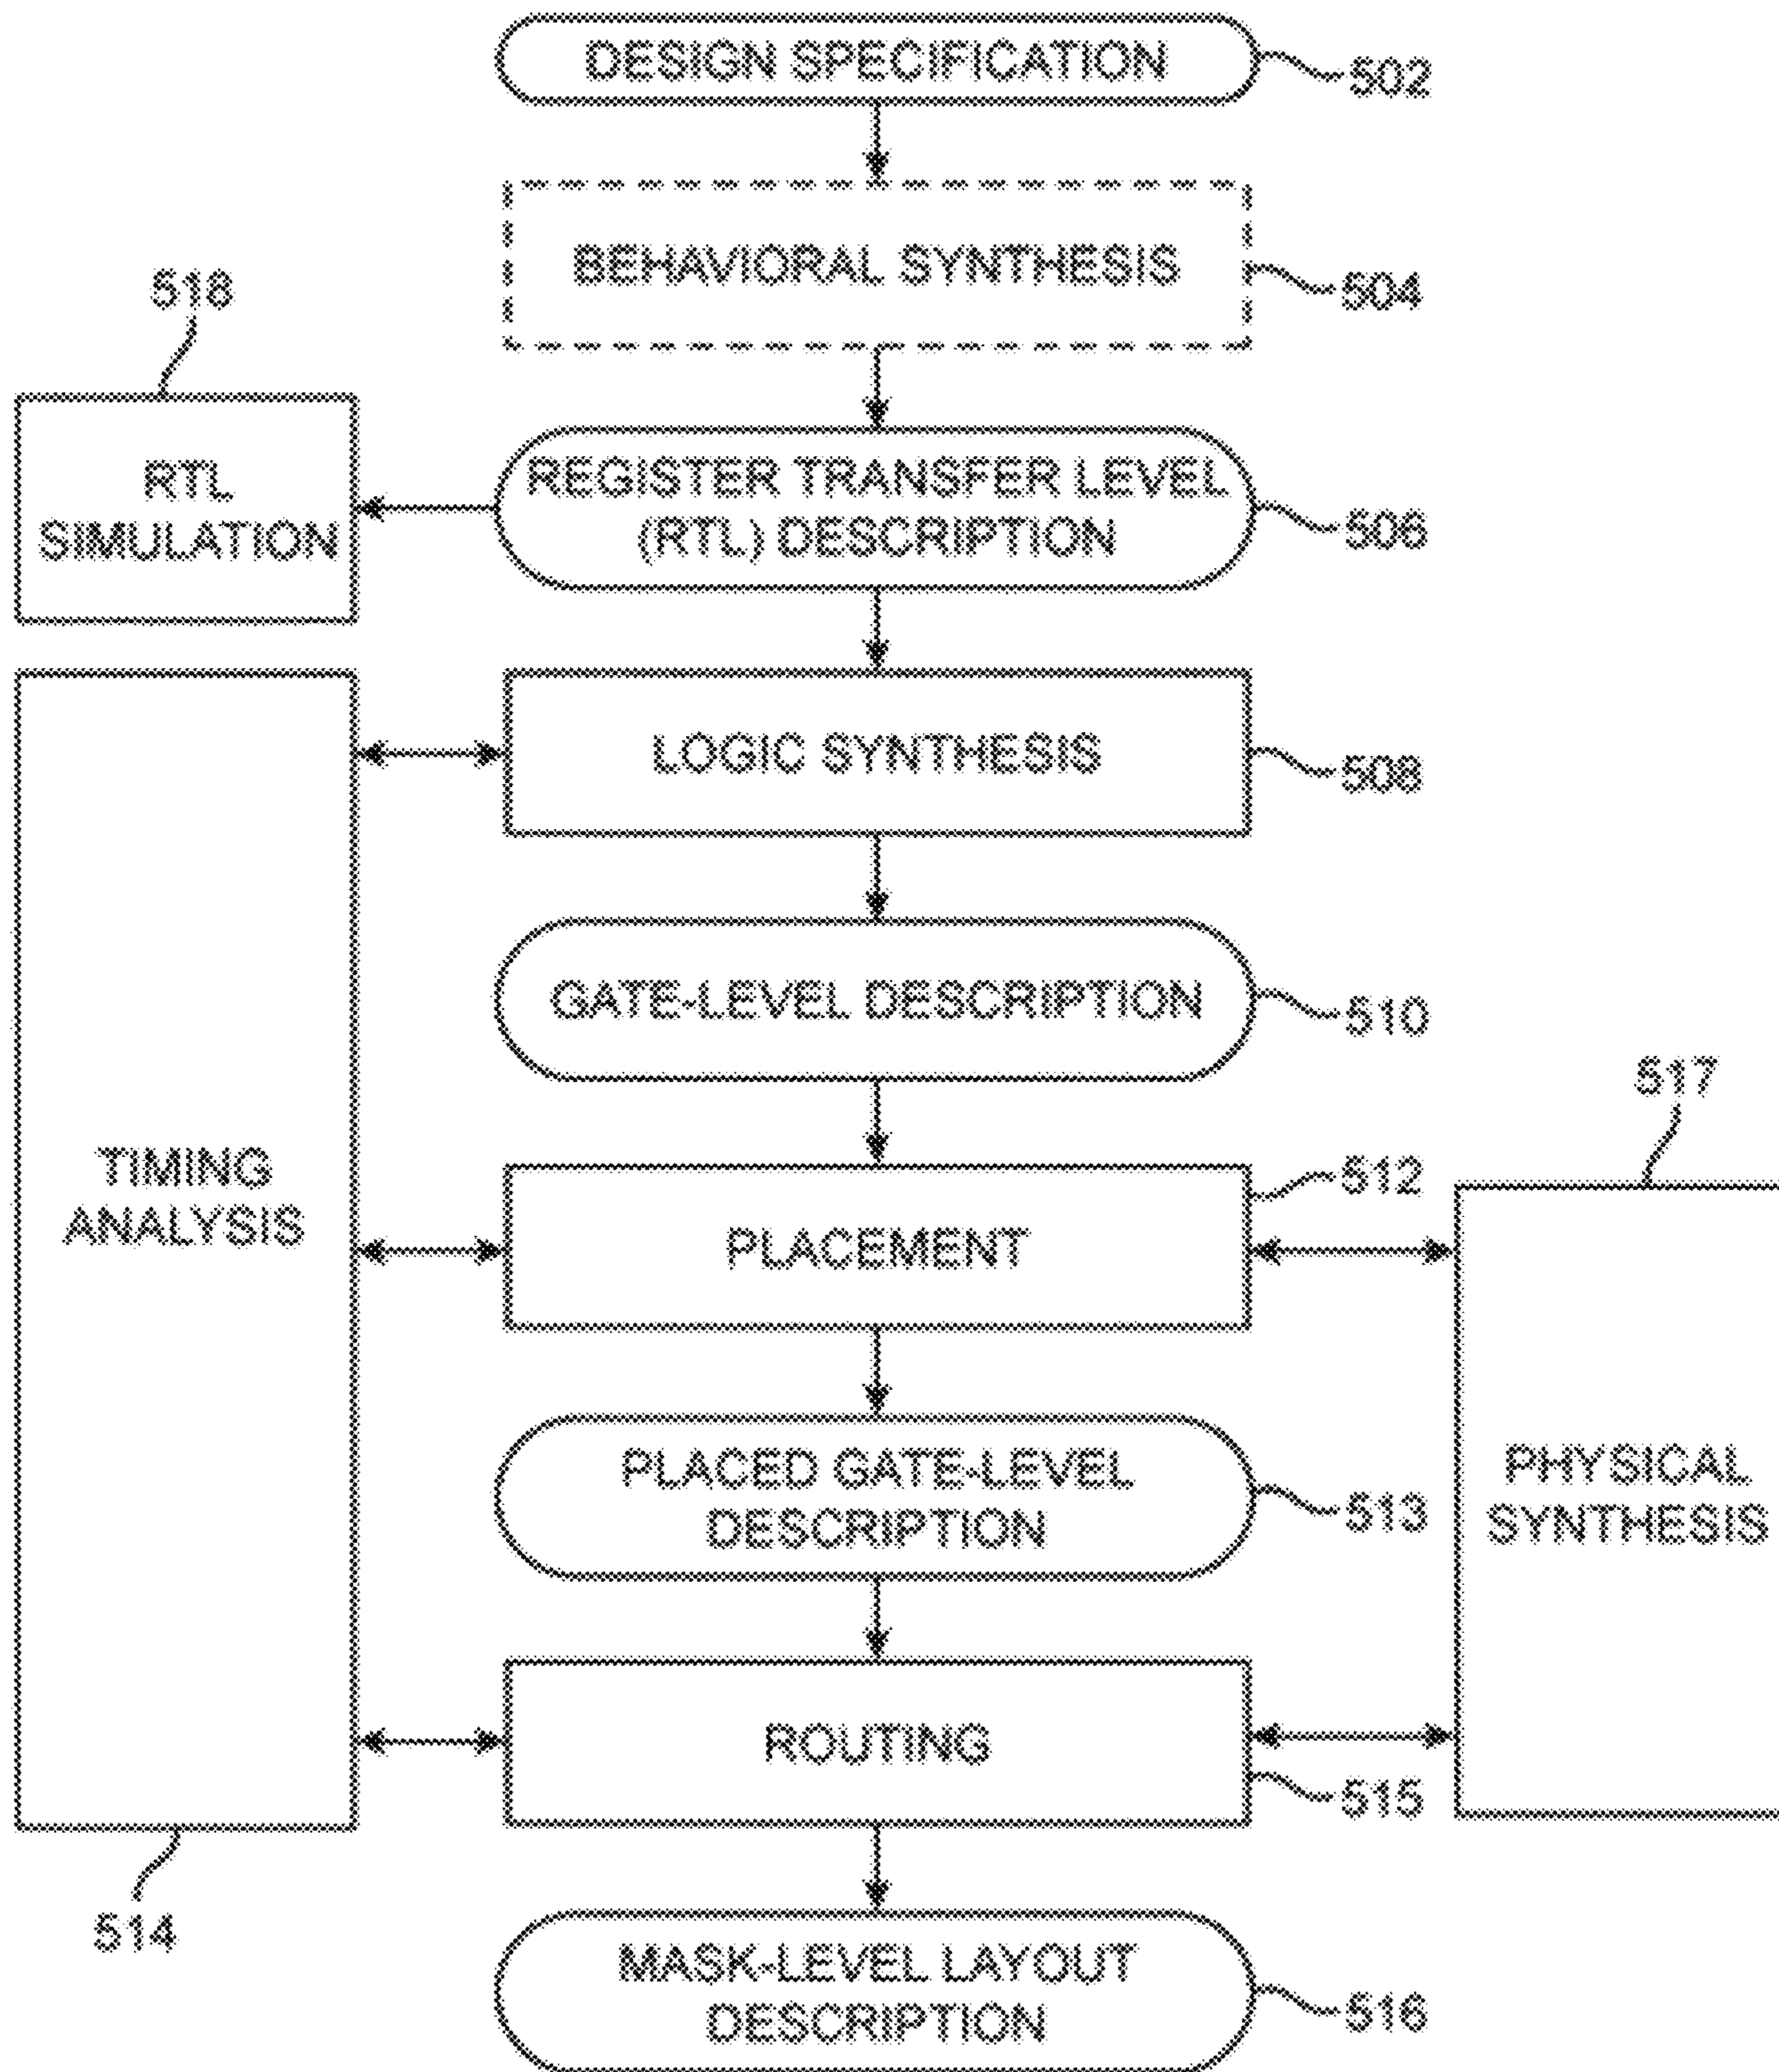 DESIGN SPECIFICATION
502
BEHAVIORAL SYNTHESIS
504
518
RTL
SIMULATION
REGISTER TRANSFER LEVEL
(RTL) DESCRIPTION
506
LOGIC SYNTHESIS
508
GATE-LEVEL DESCRIPTION
510
517
TIMING
ANALYSIS
512
PLACEMENT
PLACED GATE-LEVEL
DESCRIPTION
513
PHYSICAL
SYNTHESIS
ROUTING
515
514
MASK-LEVEL LAYOUT
DESCRIPTION
516